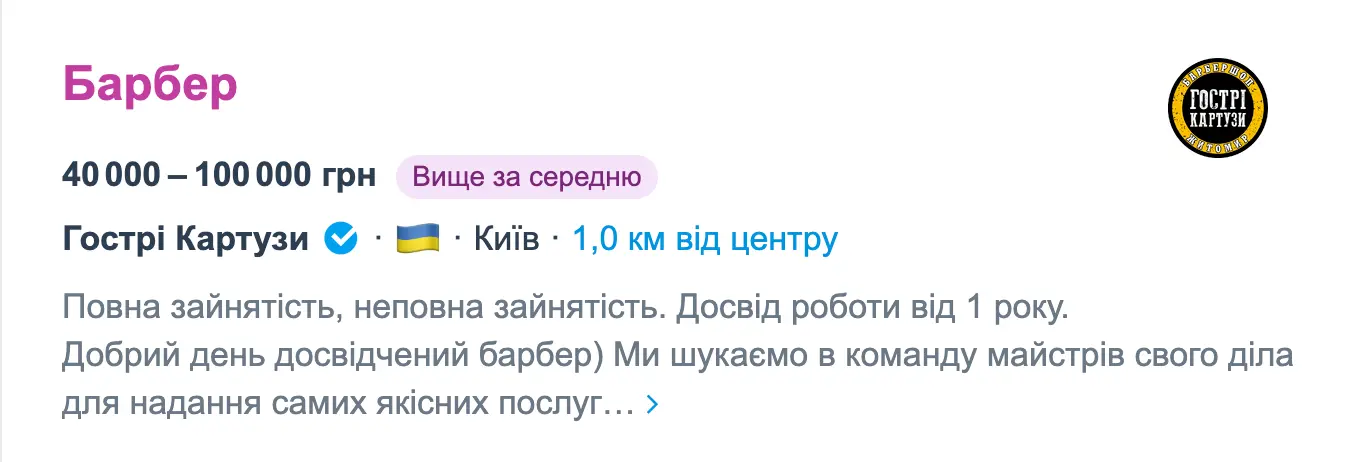 Барбер
БАРБЕРШОП
ГОСТРІ
КАРТУЗИ
ЖИТОМИР
40 000 – 100 000 грн Вище за середню
Гострі Картузи · 🇺🇦 · Київ · 1,0 км від центру
Повна зайнятість, неповна зайнятість. Досвід роботи від 1 року.
Добрий день досвідчений барбер) Ми шукаємо в команду майстрів свого діла
для надання самих якісних послуг…